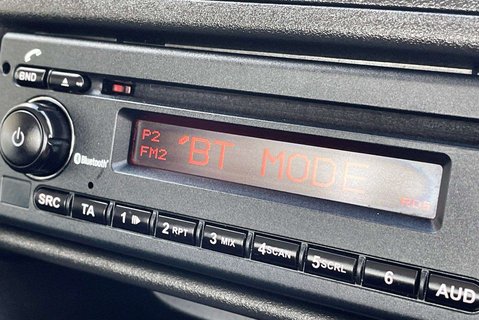 BND
Bluetooth®
P2
FM2
BT MODE
RDS
SRC
TA
1
2 RPT
3 MIX
4 SCAN
5 SCRL
6
AUD